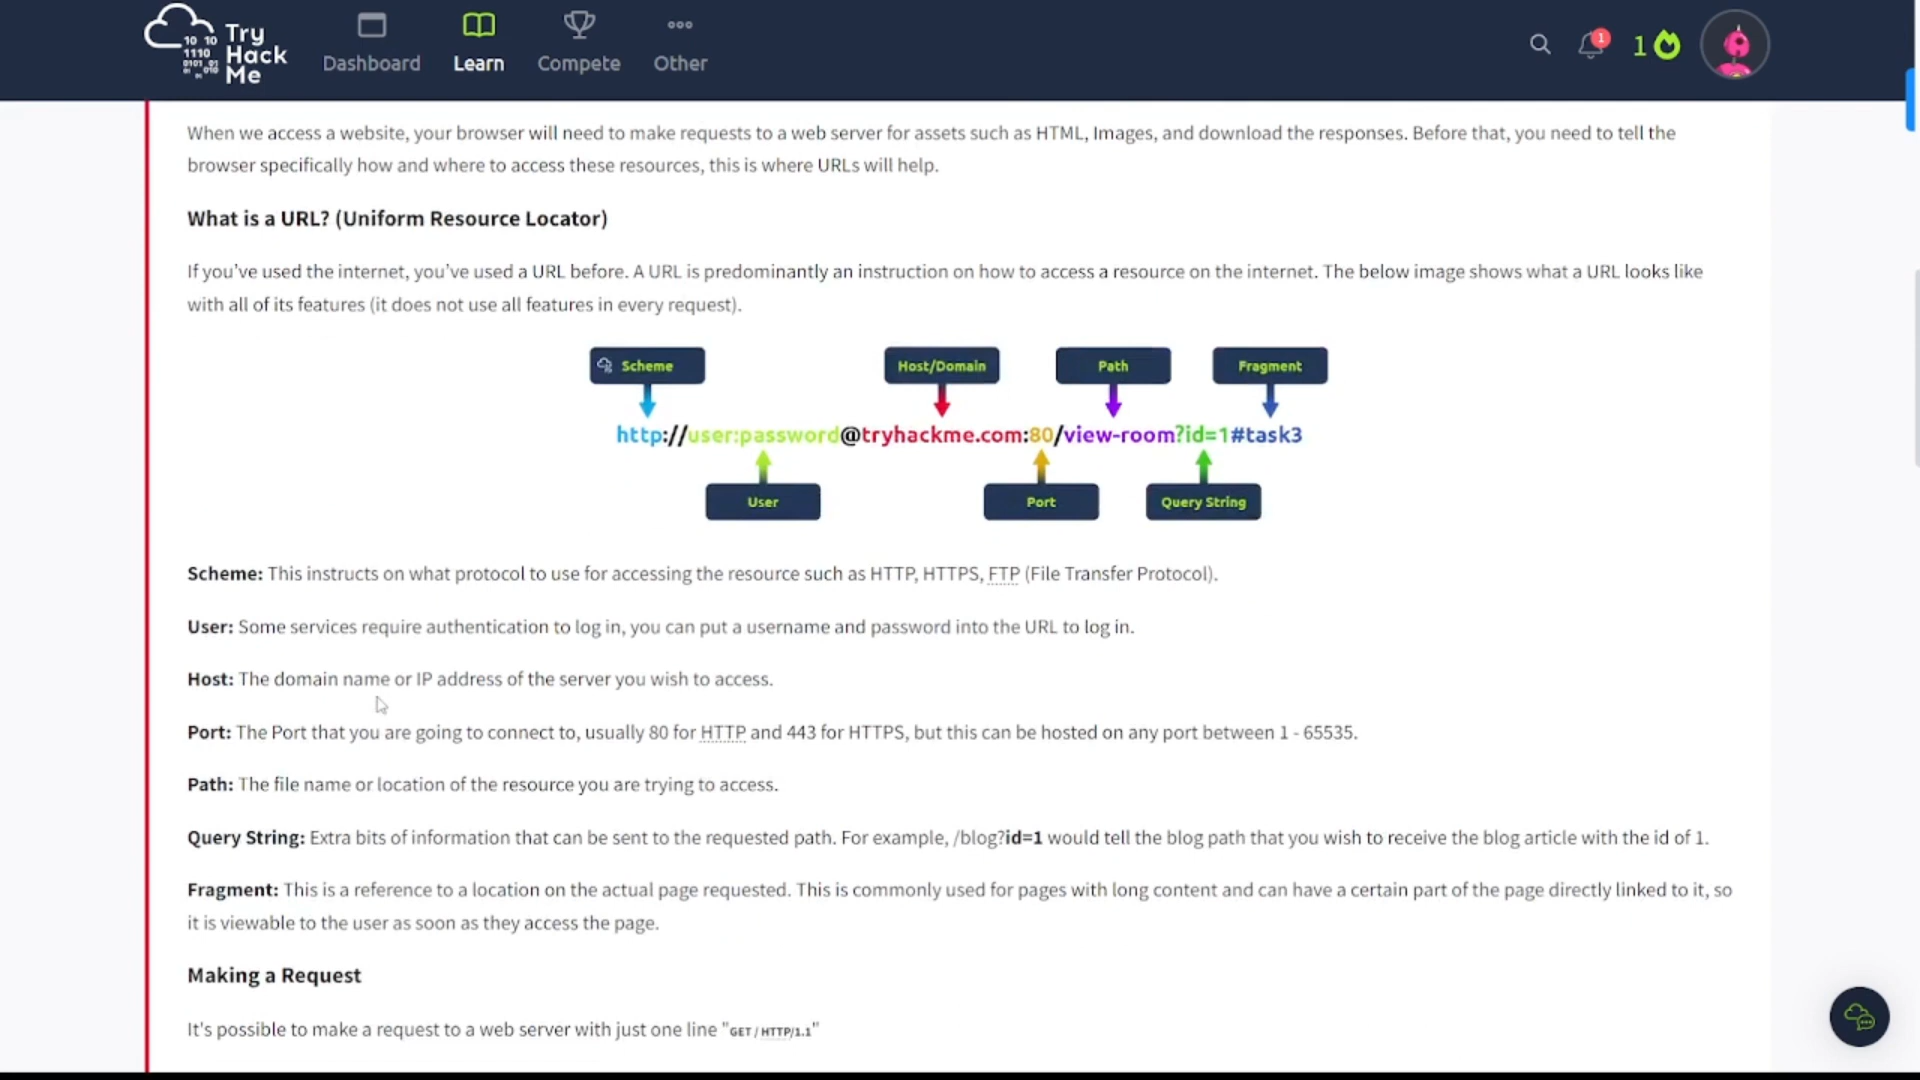 Try
Hack
Me
10 10
1110
0101 01
01 010
Dashboard
Learn
Compete
Other
1
1
When we access a website, your browser will need to make requests to a web server for assets such as HTML, Images, and download the responses. Before that, you need to tell the
browser specifically how and where to access these resources, this is where URLs will help.
What is a URL? (Uniform Resource Locator)
If you've used the internet, you've used a URL before. A URL is predominantly an instruction on how to access a resource on the internet. The below image shows what a URL looks like
with all of its features (it does not use all features in every request).
Scheme
Host/Domain
Path
Fragment
http://user:password@tryhackme.com:80/view-room?id=1#task3
User
Port
Query String
Scheme: This instructs on what protocol to use for accessing the resource such as HTTP, HTTPS, FTP (File Transfer Protocol).
User: Some services require authentication to log in, you can put a username and password into the URL to log in.
Host: The domain name or IP address of the server you wish to access.
Port: The Port that you are going to connect to, usually 80 for HTTP and 443 for HTTPS, but this can be hosted on any port between 1 - 65535.
Path: The file name or location of the resource you are trying to access.
Query String: Extra bits of information that can be sent to the requested path. For example, /blog?id=1 would tell the blog path that you wish to receive the blog article with the id of 1.
Fragment: This is a reference to a location on the actual page requested. This is commonly used for pages with long content and can have a certain part of the page directly linked to it, so
it is viewable to the user as soon as they access the page.
Making a Request
It's possible to make a request to a web server with just one line "GET / HTTP/1.1"